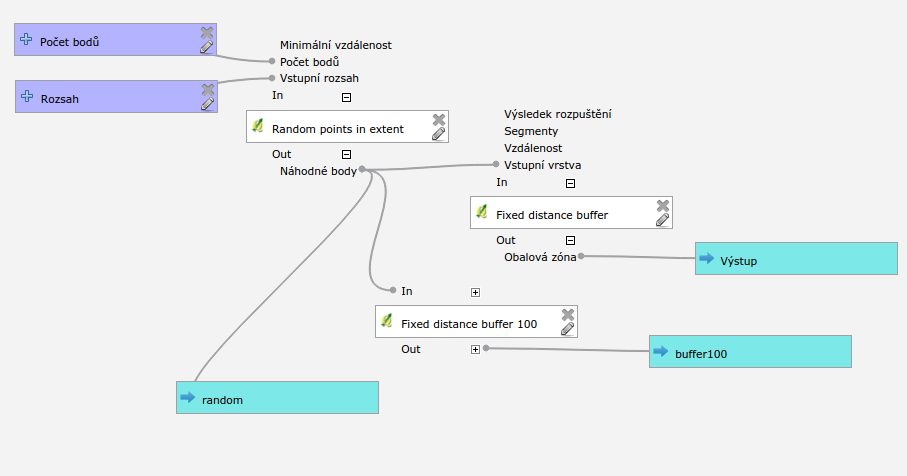 Počet bodů
Rozsah
Minimální vzdálenost
Počet bodů
Vstupní rozsah
In
Random points in extent
Out
Náhodné body
Výsledek rozpuštění
Segmenty
Vzdálenost
Vstupní vrstva
In
Fixed distance buffer
Out
Obalová zóna
Výstup
In
Fixed distance buffer 100
Out
buffer100
random